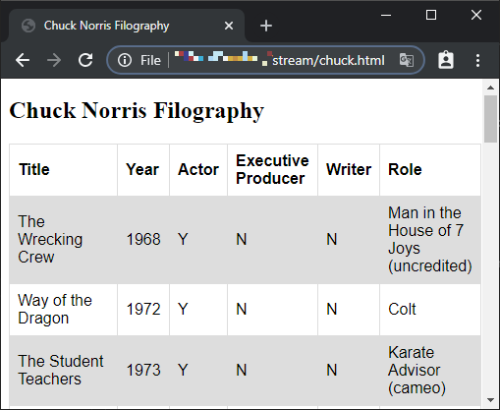 Chuck Norris Filography
File
stream/chuck.html
Chuck Norris Filography
Title Year Actor Executive Producer Writer Role
The Wrecking Crew 1968 Y N N Man in the House of 7 Joys (uncredited)
Way of the Dragon 1972 Y N N Colt
The Student Teachers 1973 Y N N Karate Advisor (cameo)